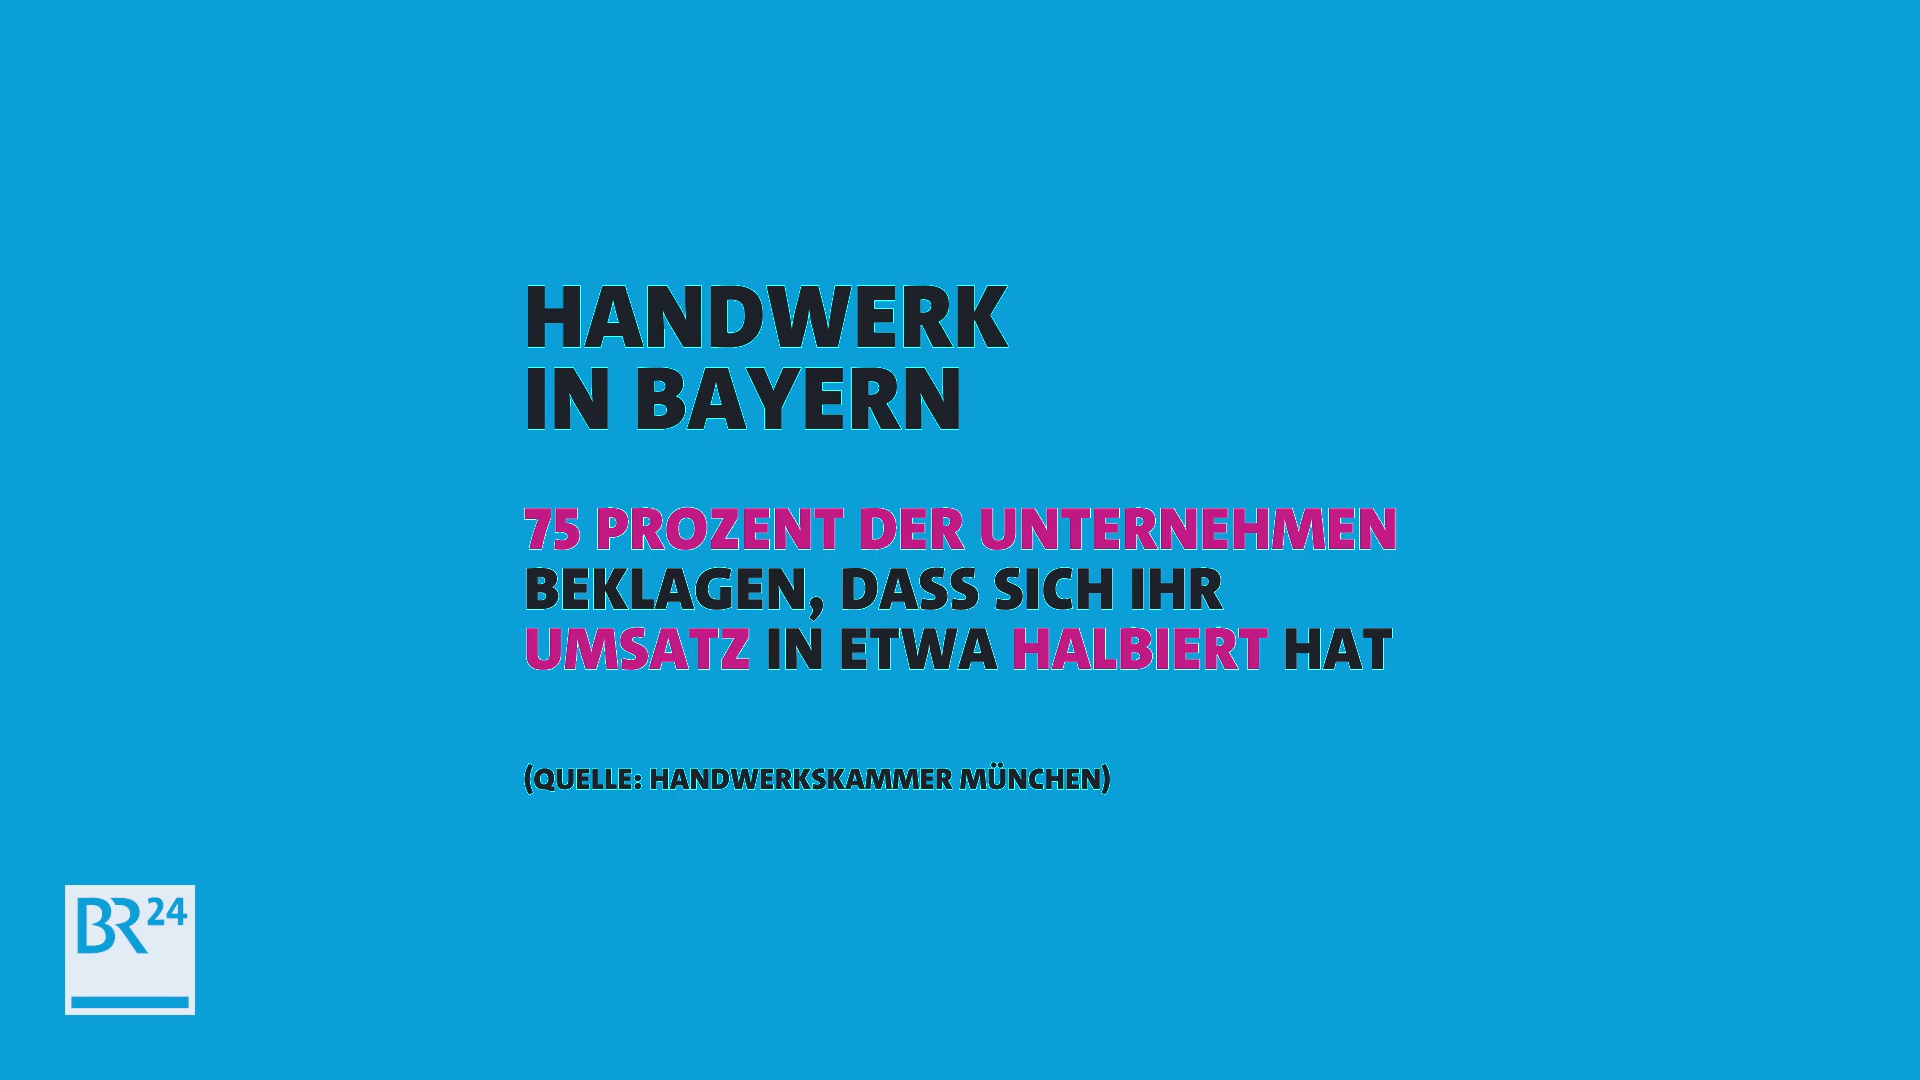 HANDWERK
IN BAYERN
75 PROZENT DER UNTERNEHMEN
BEKLAGEN, DASS SICH IHR
UMSATZ IN ETWA HALBIERT HAT
(QUELLE: HANDWERKSKAMMER MÜNCHEN)
BR24